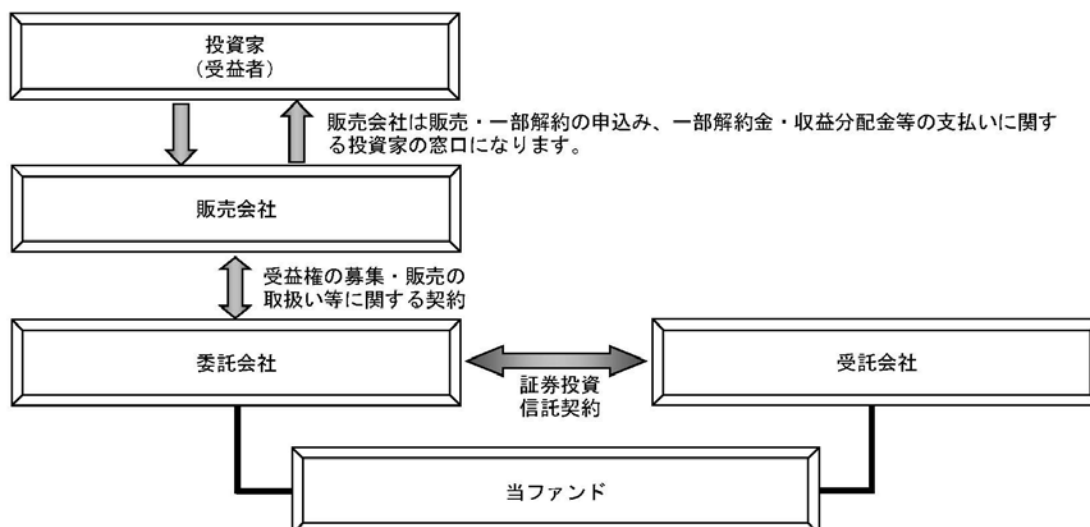 投資家
（受益者）
販売会社は販売・一部解約の申込み、一部解約金・収益分配金等の支払いに関す
る投資家の窓口になります。
販売会社
受益権の募集・販売の
取扱い等に関する契約
委託会社
受託会社
証券投資
信託契約
当ファンド